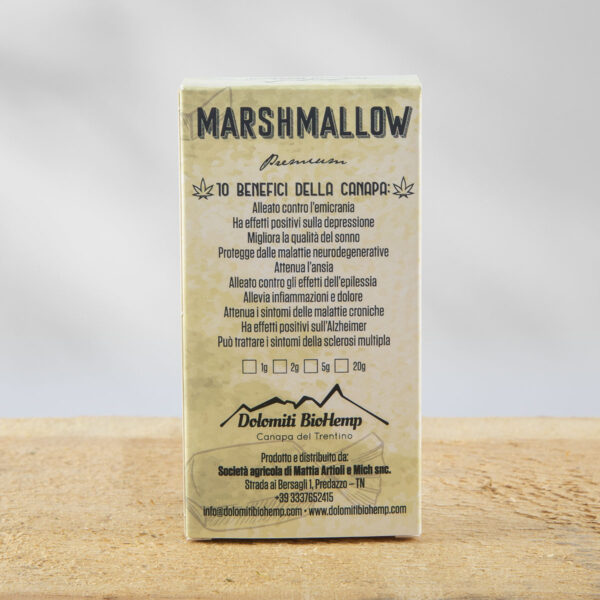 MARSHMALLOW
Premium
10 BENEFICI DELLA CANAPA:
Alleato contro l'emicrania
Ha effetti positivi sulla depressione
Migliora la qualità del sonno
Protegge dalle malattie neurodegenerative
Attenua l'ansia
Alleato contro gli effetti dell'epilessia
Allevia infiammazioni e dolore
Attenua i sintomi delle malattie croniche
Ha effetti positivi sull'Alzheimer
Può trattare i sintomi della sclerosi multipla
1g 2g 5g 20g
Dolomiti BioHemp
Canapa del Trentino
Prodotto e distribuito da:
Società agricola di Mattia Artioli e Mich snc.
Strada ai Bersagli 1, Predazzo – TN
+39 3337652415
info@dolomitibiohemp.com • www.dolomitibiohemp.com